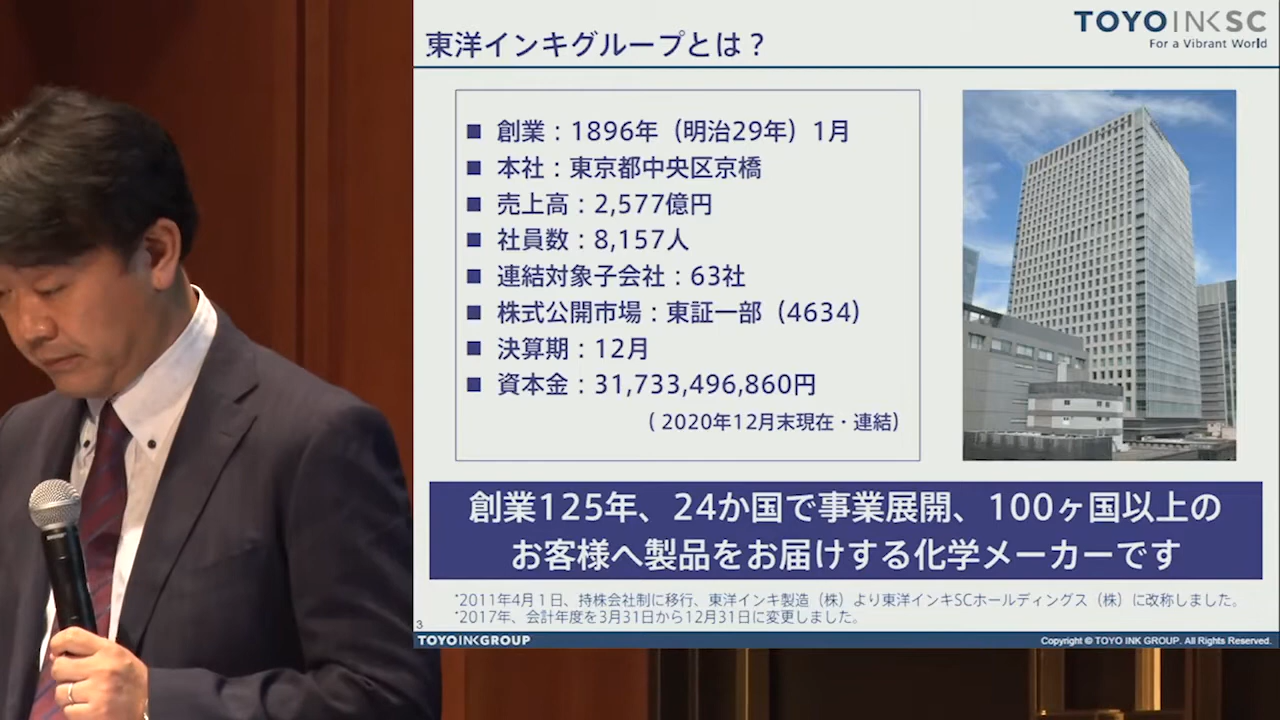 東洋インキグループとは？
TOYO INK SC
For a Vibrant World
■ 創業：1896年（明治29年）1月
■ 本社：東京都中央区京橋
■ 売上高：2,577億円
■ 社員数：8,157人
■ 連結対象子会社：63社
■ 株式公開市場：東証一部（4634）
■ 決算期：12月
■ 資本金：31,733,496,860円
（2020年12月末現在・連結）
創業125年、24か国で事業展開、100ヶ国以上の
お客様へ製品をお届けする化学メーカーです
*2011年4月１日、持株会社制に移行、東洋インキ製造（株）より東洋インキSCホールディングス（株）に改称しました。
*2017年、会計年度を3月31日から12月31日に変更しました。
3
TOYO INK GROUP
Copyright © TOYO INK GROUP. All Rights Reserved.